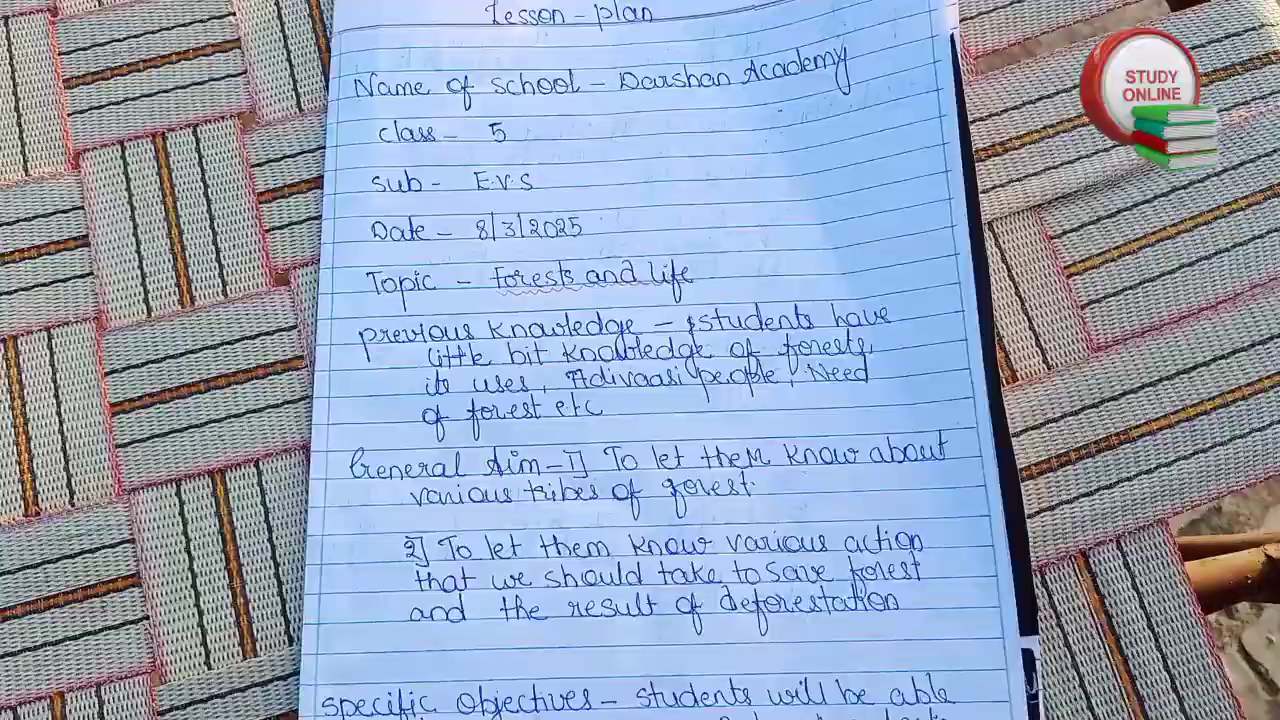 Lesson - plan
Name of school - Darshan Academy
class - 5
Sub - E.V.S
Date - 8/3/2025
Topic - forests and life
previous knowledge - students have
little bit knowledge of forests,
its uses, Adivaasi people, Need
of forest etc
General Aim - 1] To let them know about
various tribes of forest.
2] To let them know various action
that we should take to save forest
and the result of deforestation
specific objectives - students will be able
STUDY
ONLINE